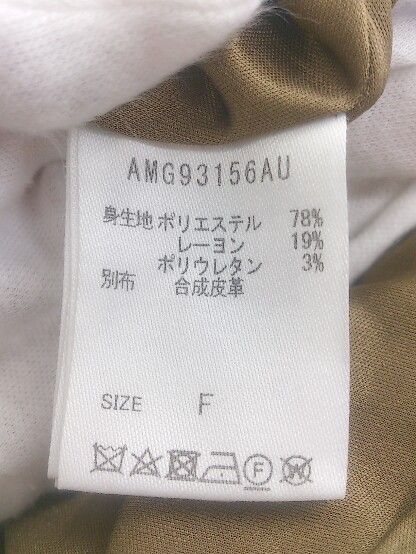 AMG93156AU
身生地 ポリエステル 78%
レーヨン 19%
ポリウレタン 3%
別布 合成皮革
SIZE F
F
W